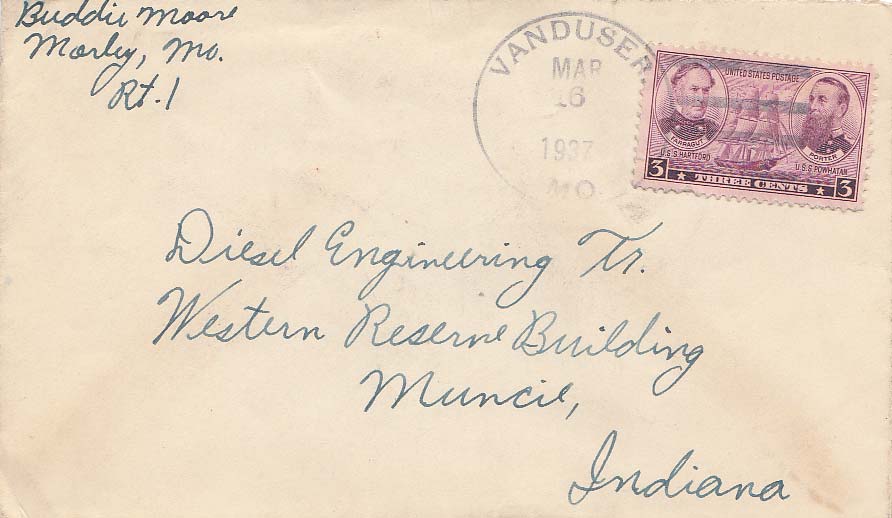 Buddie Moore
Morley, Mo.
Rt. 1
VANDUSER,
MAR
16
1937
MO.
UNITED STATES POSTAGE
FARRAGUT
PORTER
U.S.S. HARTFORD
U.S.S. POWHATAN
3 THREE CENTS 3
Diesel Engineering Tr.
Western Reserve Building
Muncie,
Indiana